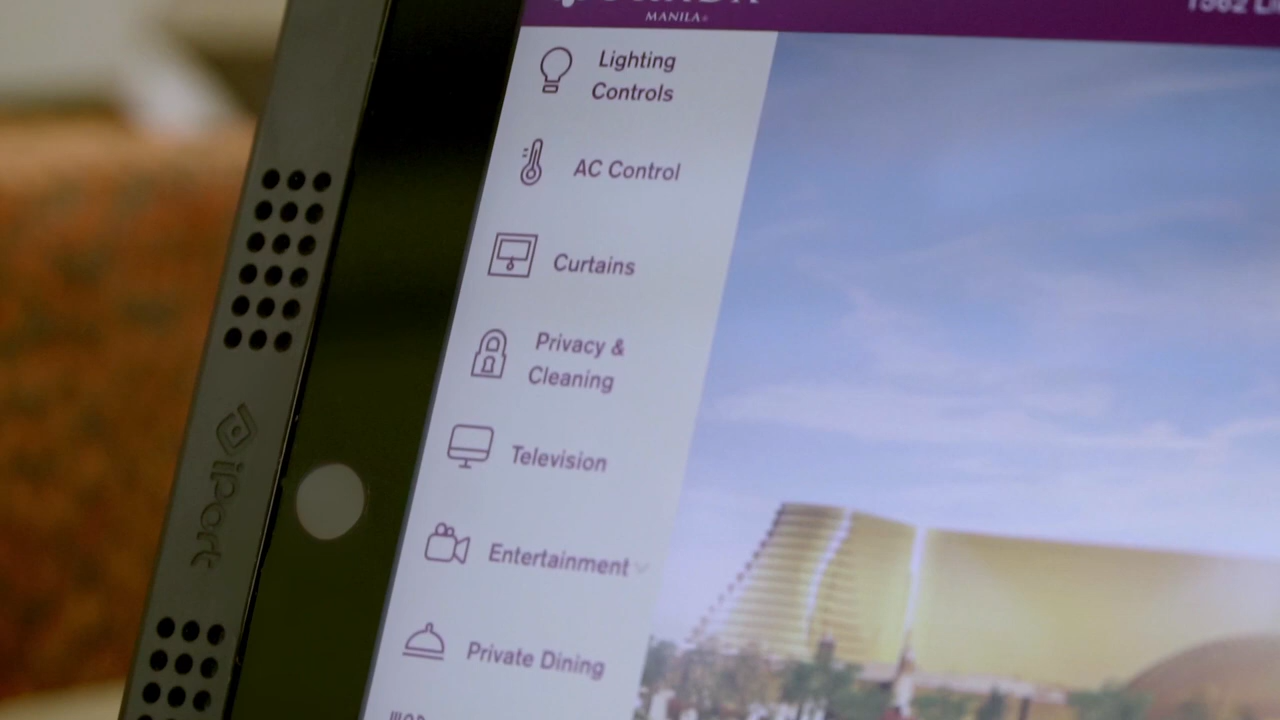 MANILA
Lighting
Controls
AC Control
Curtains
Privacy &
Cleaning
Television
Entertainment
Private Dining
iPort